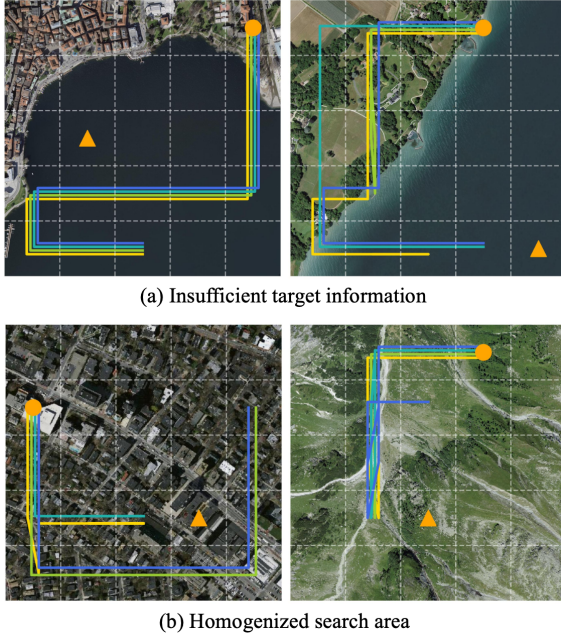 (a) Insufficient target information
(b) Homogenized search area